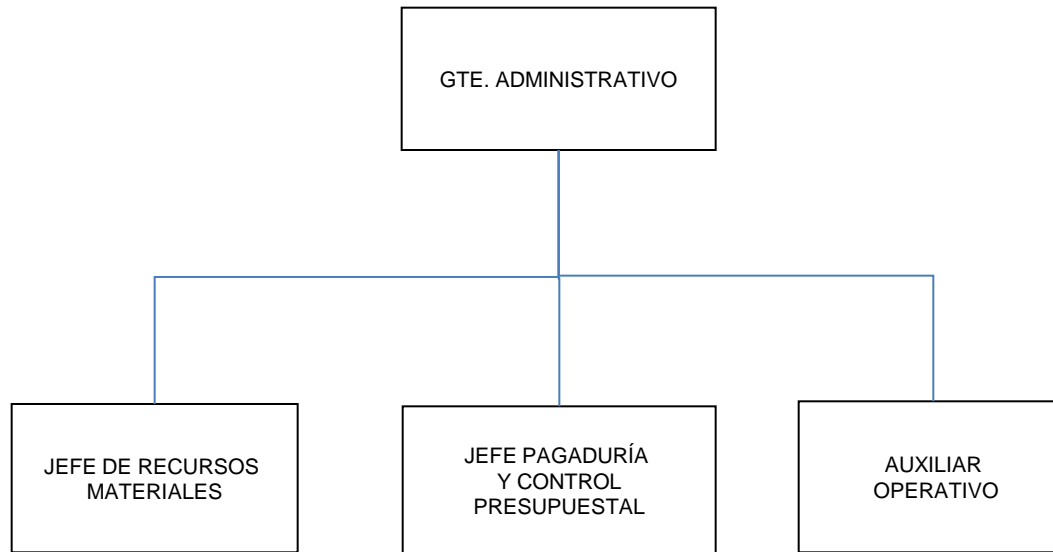 GTE. ADMINISTRATIVO
JEFE DE RECURSOS
MATERIALES
JEFE PAGADURÍA
Y CONTROL
PRESUPUESTAL
AUXILIAR
OPERATIVO